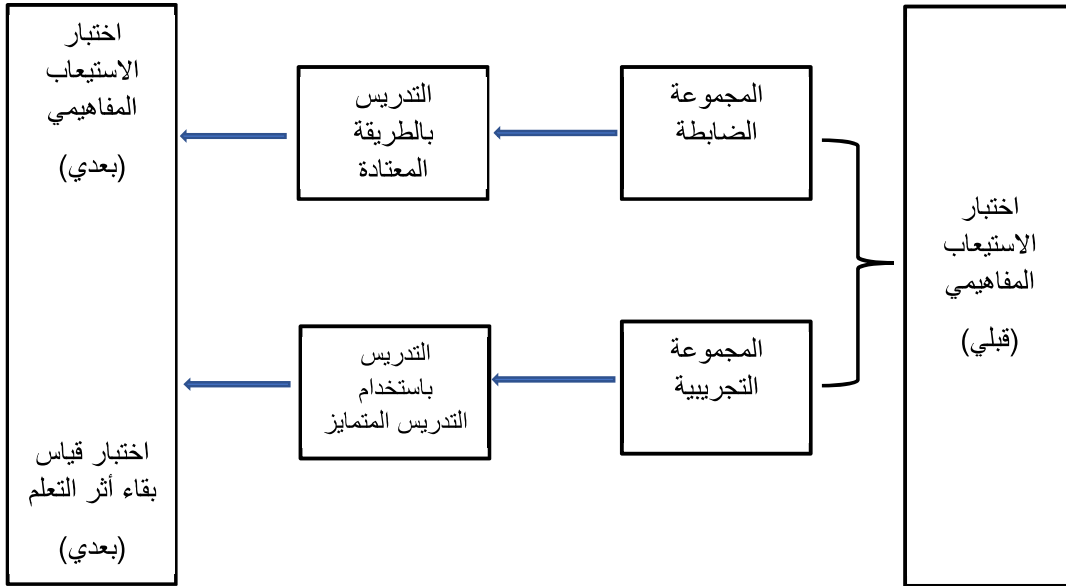 اختبار
الاستيعاب
المفاهيمي
(قبلي)
المجموعة
الضابطة
التدريس
بالطريقة
المعتادة
المجموعة
التجريبية
التدريس
باستخدام
التدريس المتمايز
اختبار
الاستيعاب
المفاهيمي
(بعدي)
اختبار قياس
بقاء أثر التعلم
(بعدي)